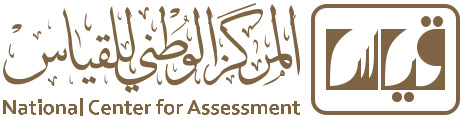 المركز الوطني للقياس
قياس
National Center for Assessment